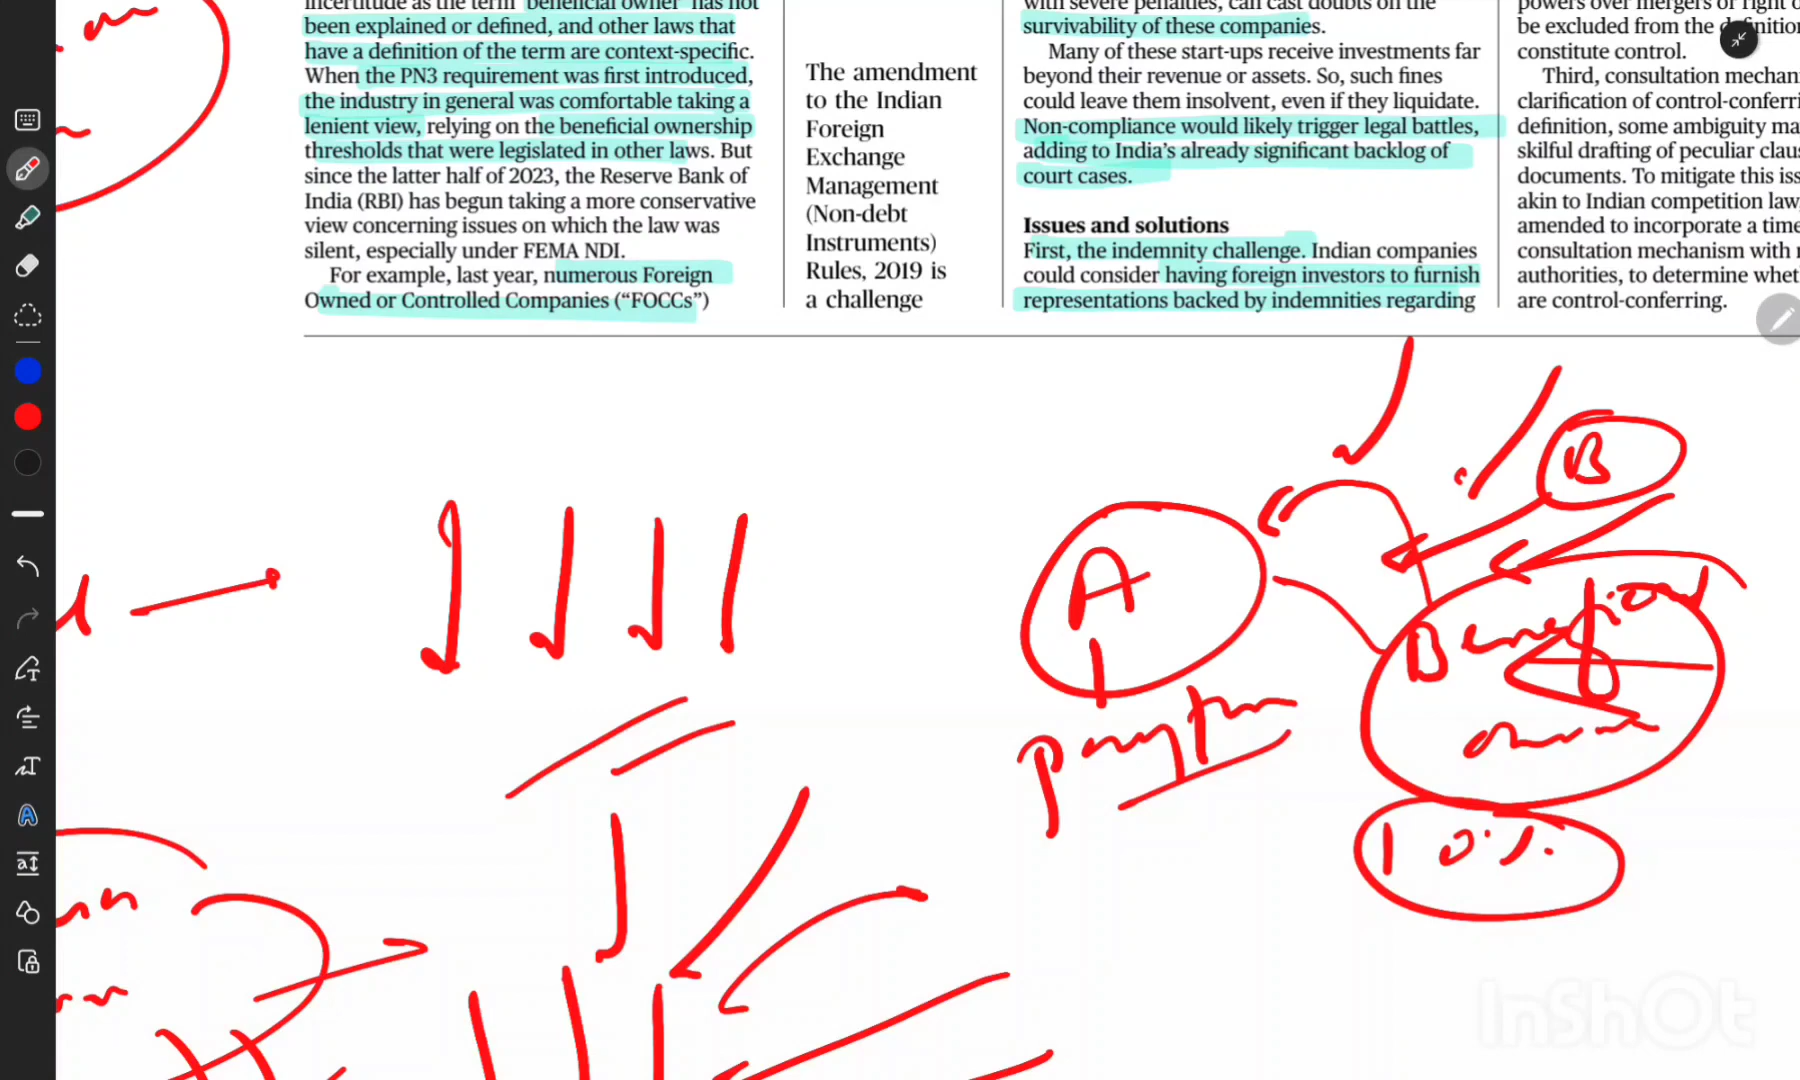 incertitude as the term "beneficial owner" has not
been explained or defined, and other laws that
have a definition of the term are context-specific.
When the PN3 requirement was first introduced,
the industry in general was comfortable taking a
lenient view, relying on the beneficial ownership
thresholds that were legislated in other laws. But
since the latter half of 2023, the Reserve Bank of
India (RBI) has begun taking a more conservative
view concerning issues on which the law was
silent, especially under FEMA NDI.
For example, last year, numerous Foreign
Owned or Controlled Companies (“FOCCs”)
The amendment
to the Indian
Foreign
Exchange
Management
(Non-debt
Instruments)
Rules, 2019 is
a challenge
with severe penalties, can cast doubts on the
survivability of these companies.
Many of these start-ups receive investments far
beyond their revenue or assets. So, such fines
could leave them insolvent, even if they liquidate.
Non-compliance would likely trigger legal battles,
adding to India’s already significant backlog of
court cases.
Issues and solutions
First, the indemnity challenge. Indian companies
could consider having foreign investors to furnish
representations backed by indemnities regarding
powers over mergers or right o
be excluded from the definition
constitute control.
Third, consultation mechan
clarification of control-conferri
definition, some ambiguity ma
skilful drafting of peculiar claus
documents. To mitigate this iss
akin to Indian competition law,
amended to incorporate a time
consultation mechanism with r
authorities, to determine whet
are control-conferring.
B
A
Beneficial
owner
paytm
10%
InShOt